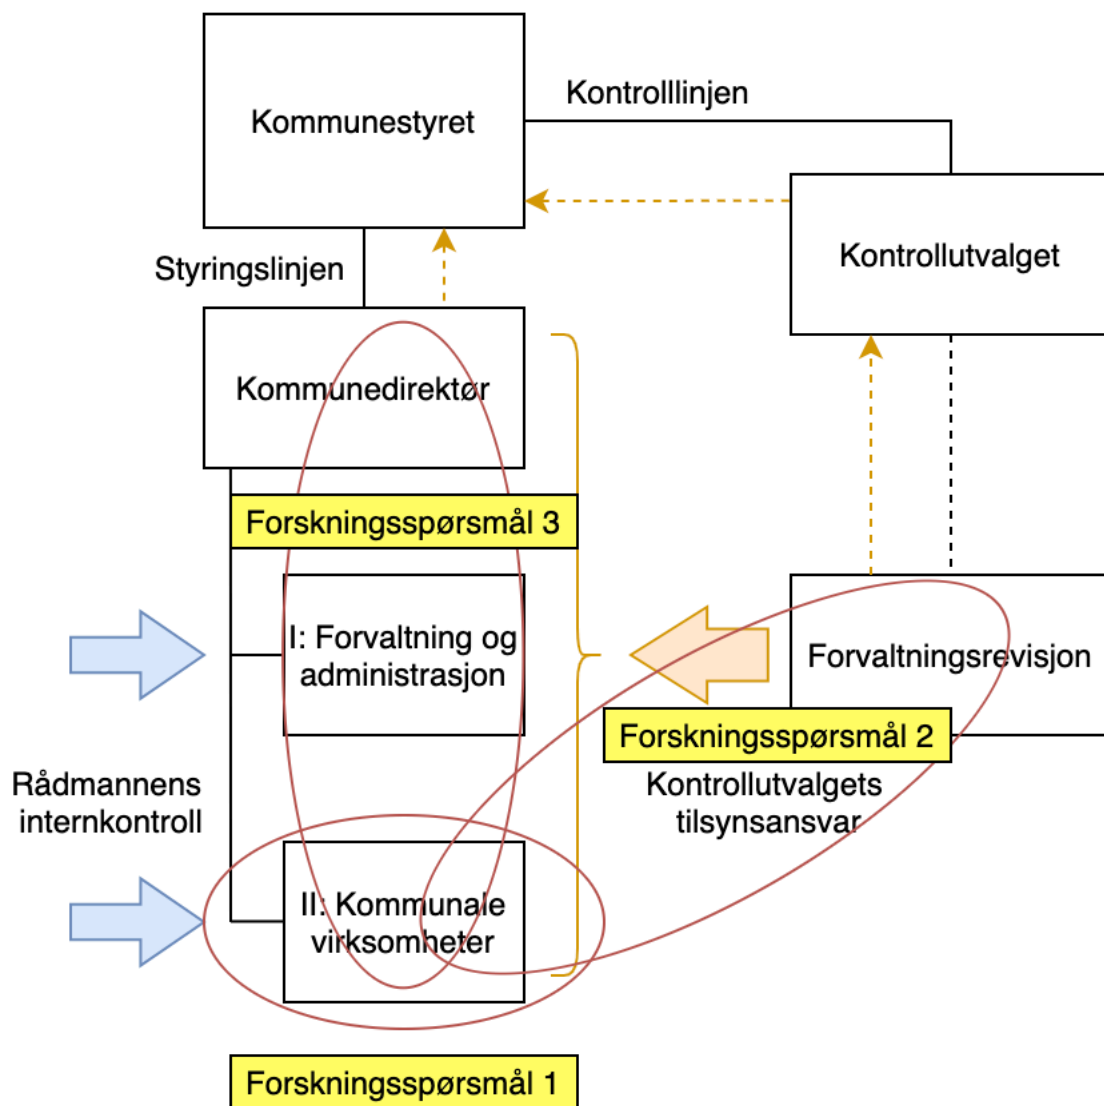 Kommunestyret
Kontrolllinjen
Kontrollutvalget
Styringslinjen
Kommunedirektør
Forskningsspørsmål 3
I: Forvaltning og
administrasjon
Forvaltningsrevisjon
Forskningsspørsmål 2
Rådmannens
internkontroll
Kontrollutvalgets
tilsynsansvar
II: Kommunale
virksomheter
Forskningsspørsmål 1